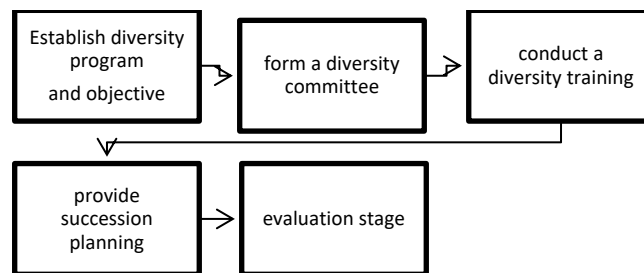 Establish diversity
program
and objective
form a diversity
committee
conduct a
diversity training
provide
succession
planning
evaluation stage